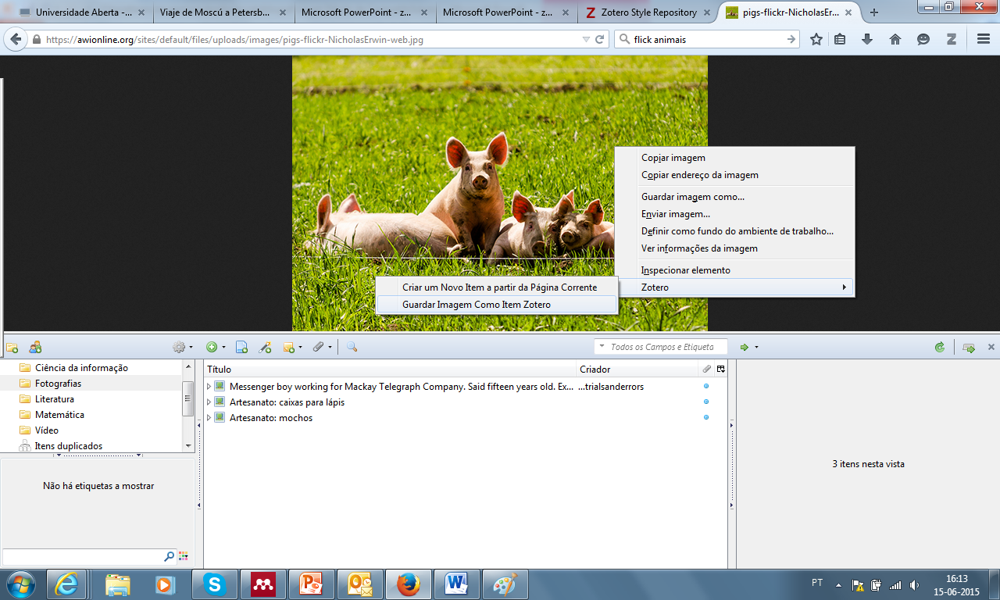 Universidade Aberta -...
Viaje de Moscú a Petersb...
Microsoft PowerPoint - z...
Microsoft PowerPoint - z...
Zotero Style Repository
pigs-flickr-NicholasEr...
https://awionline.org/sites/default/files/uploads/images/pigs-flickr-NicholasErwin-web.jpg
flick animais
Copiar imagem
Copiar endereço da imagem
Guardar imagem como...
Enviar imagem...
Definir como fundo do ambiente de trabalho...
Ver informações da imagem
Inspecionar elemento
Zotero
Criar um Novo Item a partir da Página Corrente
Guardar Imagem Como Item Zotero
Todos os Campos e Etiqueta
Ciência da informação
Fotografias
Literatura
Matemática
Vídeo
Itens duplicados
Não há etiquetas a mostrar
Título
Criador
Messenger boy working for Mackay Telegraph Company. Said fifteen years old. Ex... ...trialsanderrors
Artesanato: caixas para lápis
Artesanato: mochos
3 itens nesta vista
PT
16:13
15-06-2015